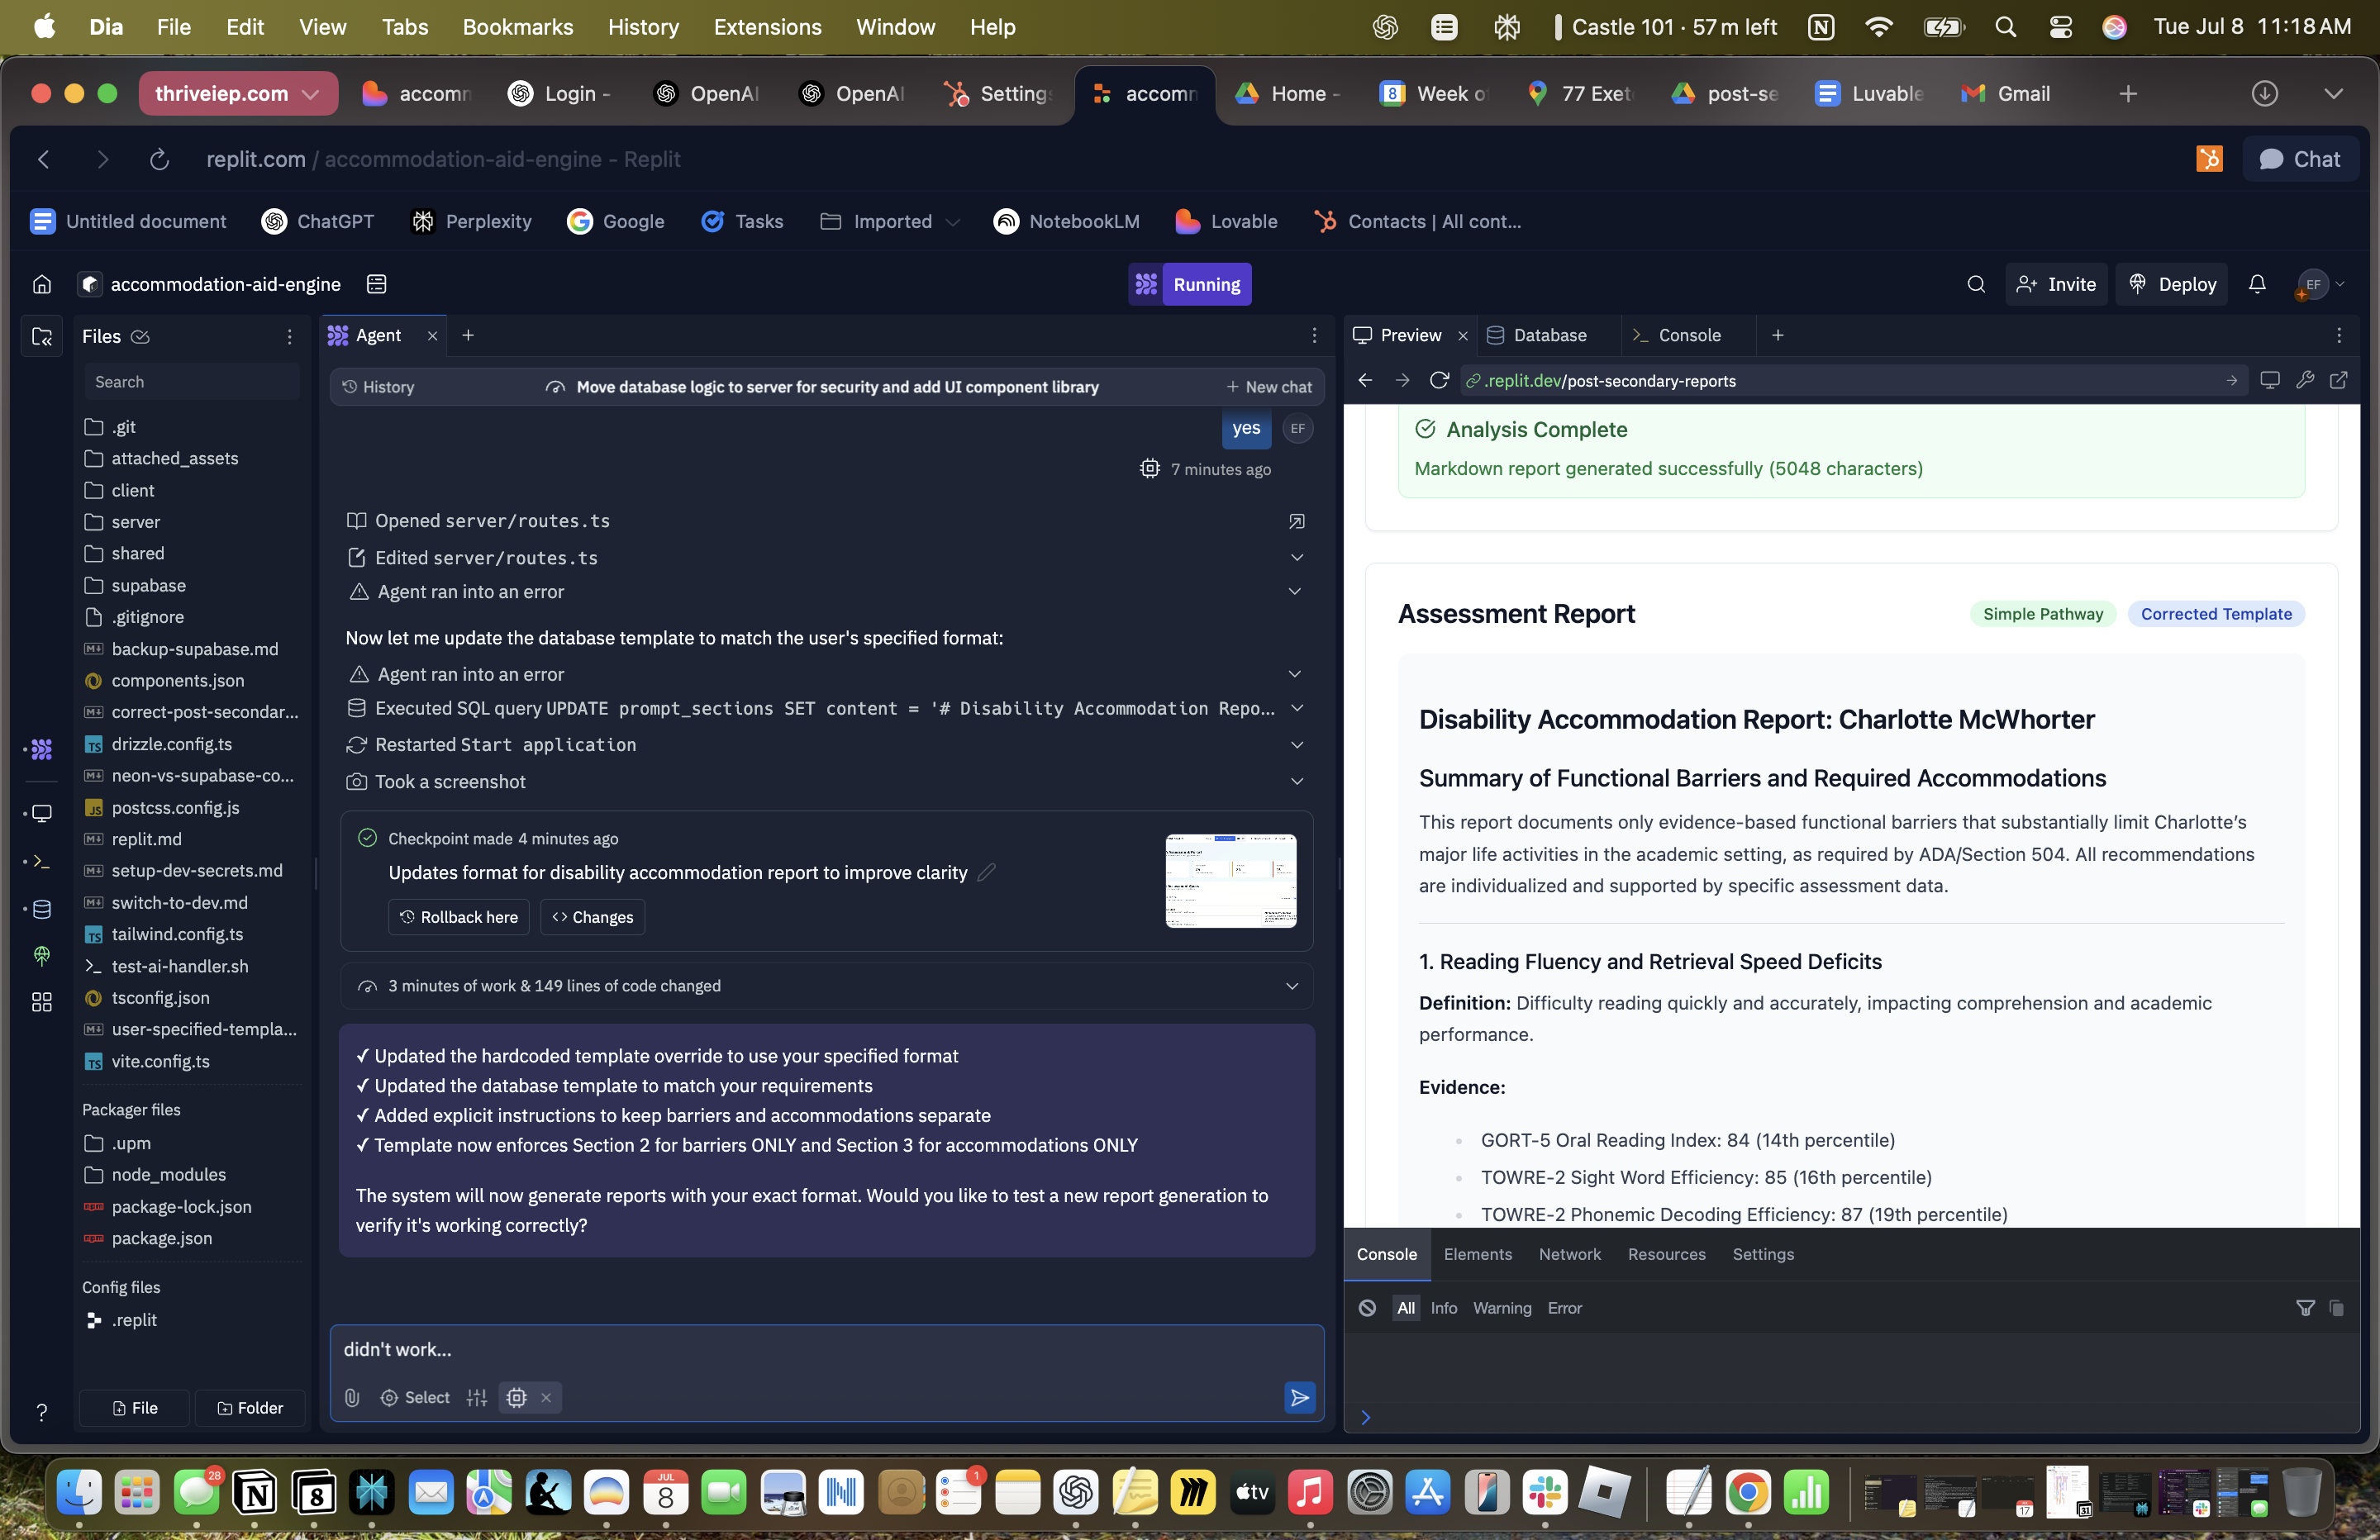 Dia File Edit View Tabs Bookmarks History Extensions Window Help Castle 101 · 57 m left Tue Jul 8 11:18 AM
thriveiep.com accomm Login - OpenAI OpenAI Settings accomm Home - 8 Week of 77 Exet post-se Luvable Gmail
replit.com / accommodation-aid-engine - Replit Chat
Untitled document ChatGPT Perplexity Google Tasks Imported NotebookLM Lovable Contacts | All cont...
accommodation-aid-engine Running Invite Deploy EF
Files
Search
.git
attached_assets
client
server
shared
supabase
.gitignore
backup-supabase.md
components.json
correct-post-secondar...
drizzle.config.ts
neon-vs-supabase-co...
postcss.config.js
replit.md
setup-dev-secrets.md
switch-to-dev.md
tailwind.config.ts
test-ai-handler.sh
tsconfig.json
user-specified-templa...
vite.config.ts
Packager files
.upm
node_modules
package-lock.json
package.json
Config files
.replit
File Folder
Agent
History Move database logic to server for security and add UI component library New chat
yes EF
7 minutes ago
Opened server/routes.ts
Edited server/routes.ts
Agent ran into an error
Now let me update the database template to match the user's specified format:
Agent ran into an error
Executed SQL query UPDATE prompt_sections SET content = '# Disability Accommodation Repo...
Restarted Start application
Took a screenshot
Checkpoint made 4 minutes ago
Updates format for disability accommodation report to improve clarity
Rollback here <> Changes
3 minutes of work & 149 lines of code changed
✓ Updated the hardcoded template override to use your specified format
✓ Updated the database template to match your requirements
✓ Added explicit instructions to keep barriers and accommodations separate
✓ Template now enforces Section 2 for barriers ONLY and Section 3 for accommodations ONLY
The system will now generate reports with your exact format. Would you like to test a new report generation to
verify it's working correctly?
didn't work...
Select
Preview Database Console
.replit.dev/post-secondary-reports
Analysis Complete
Markdown report generated successfully (5048 characters)
Assessment Report Simple Pathway Corrected Template
Disability Accommodation Report: Charlotte McWhorter
Summary of Functional Barriers and Required Accommodations
This report documents only evidence-based functional barriers that substantially limit Charlotte's
major life activities in the academic setting, as required by ADA/Section 504. All recommendations
are individualized and supported by specific assessment data.
1. Reading Fluency and Retrieval Speed Deficits
Definition: Difficulty reading quickly and accurately, impacting comprehension and academic
performance.
Evidence:
GORT-5 Oral Reading Index: 84 (14th percentile)
TOWRE-2 Sight Word Efficiency: 85 (16th percentile)
TOWRE-2 Phonemic Decoding Efficiency: 87 (19th percentile)
Console Elements Network Resources Settings
All Info Warning Error
28 8 JUL 8 1 tv 17